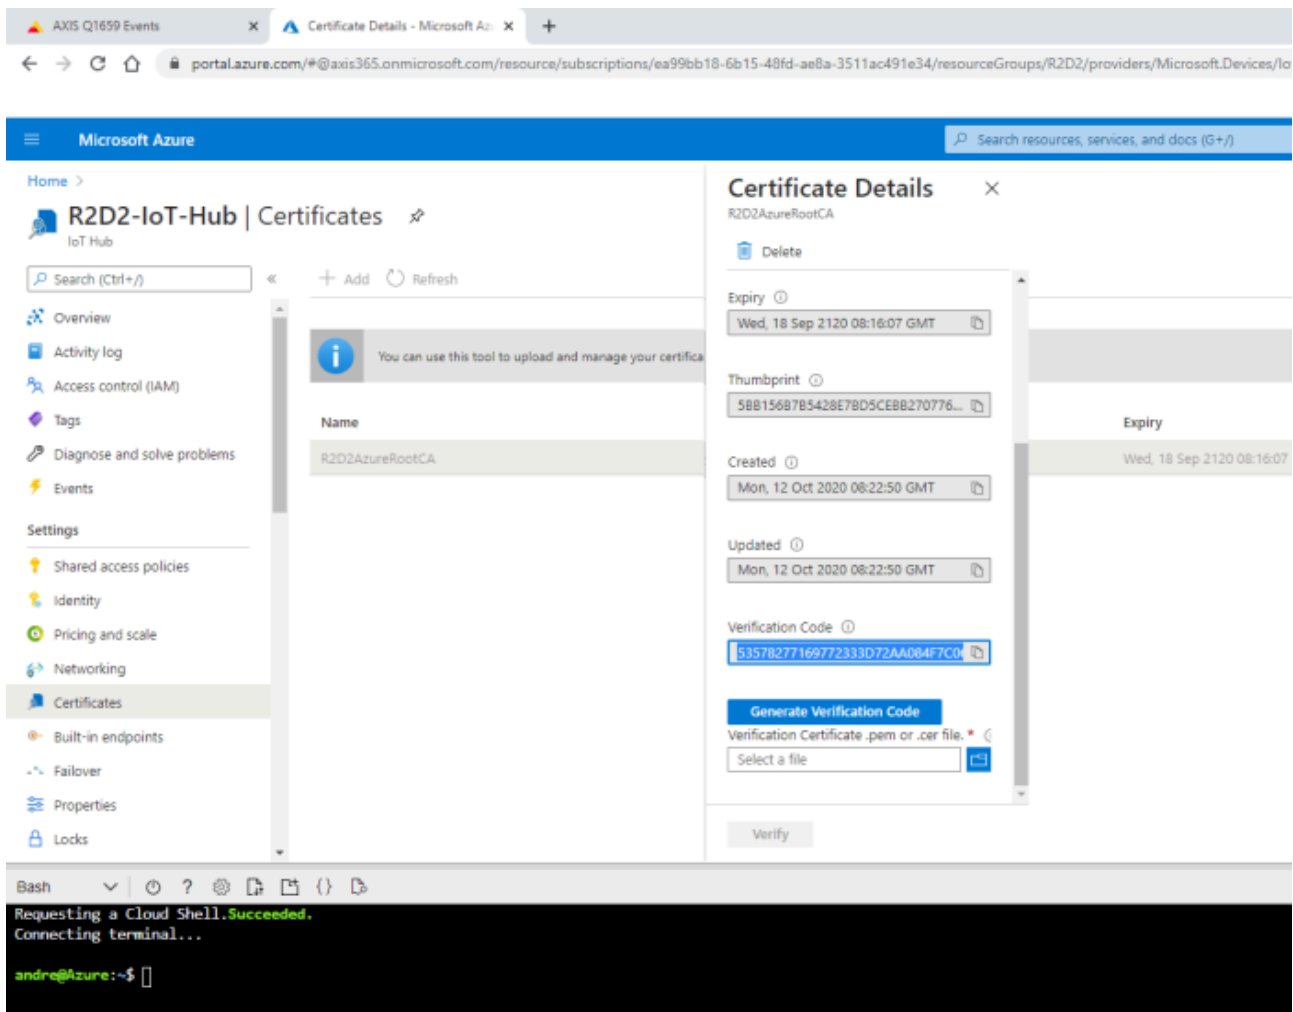 AXIS Q1659 Events
Certificate Details - Microsoft Az
portal.azure.com/#@axis365.onmicrosoft.com/resource/subscriptions/ea99bb18-6b15-48fd-ae8a-3511ac491e34/resourceGroups/R2D2/providers/Microsoft.Devices/Io
Microsoft Azure
Search resources, services, and docs (G+/)
Home >
R2D2-IoT-Hub | Certificates
IoT Hub
Search (Ctrl+/)
«
+ Add
Refresh
Overview
Activity log
Access control (IAM)
Tags
Diagnose and solve problems
Events
Settings
Shared access policies
Identity
Pricing and scale
Networking
Certificates
Built-in endpoints
Failover
Properties
Locks
You can use this tool to upload and manage your certifica
Name
Expiry
R2D2AzureRootCA
Wed, 18 Sep 2120 08:16:07
Certificate Details
R2D2AzureRootCA
Delete
Expiry
Wed, 18 Sep 2120 08:16:07 GMT
Thumbprint
5BB156B7B5428E7BD5CEBB270776...
Created
Mon, 12 Oct 2020 08:22:50 GMT
Updated
Mon, 12 Oct 2020 08:22:50 GMT
Verification Code
53578277169772333D72AA084F7C0
Generate Verification Code
Verification Certificate .pem or .cer file. *
Select a file
Verify
Bash
?
{}
Requesting a Cloud Shell.Succeeded.
Connecting terminal...
andre@Azure:~$